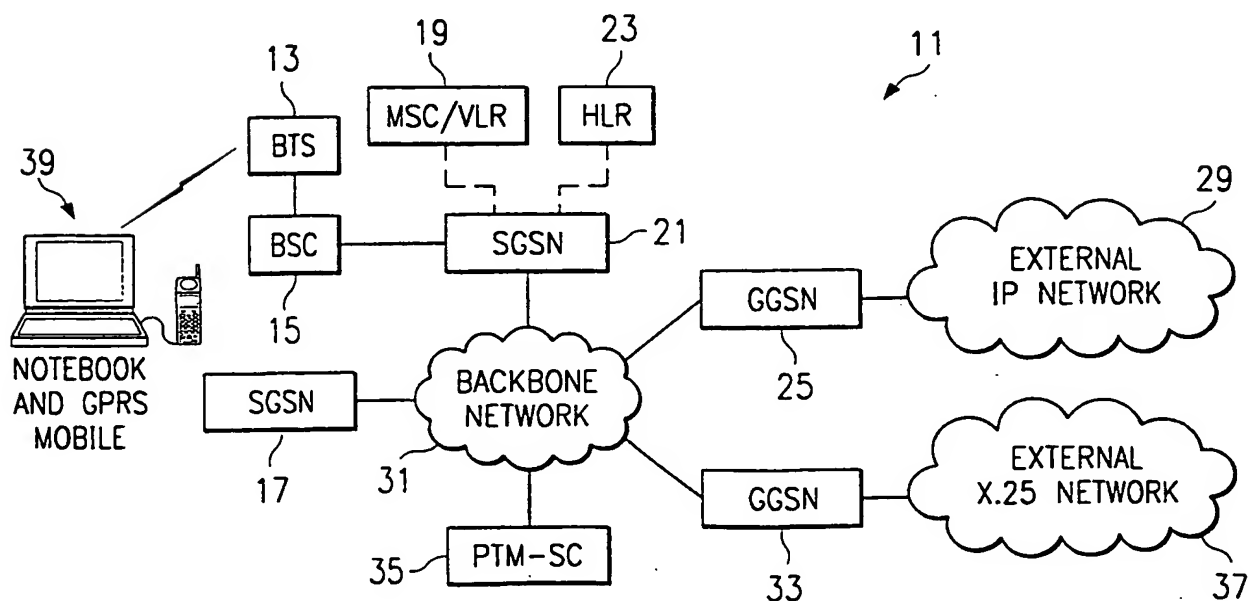 19
23
11
13
MSC/VLR
HLR
BTS
39
29
BSC
SGSN
21
EXTERNAL
IP NETWORK
15
GGSN
25
NOTEBOOK
AND GPRS
MOBILE
SGSN
17
BACKBONE
NETWORK
31
EXTERNAL
X.25 NETWORK
GGSN
33
37
35
PTM-SC